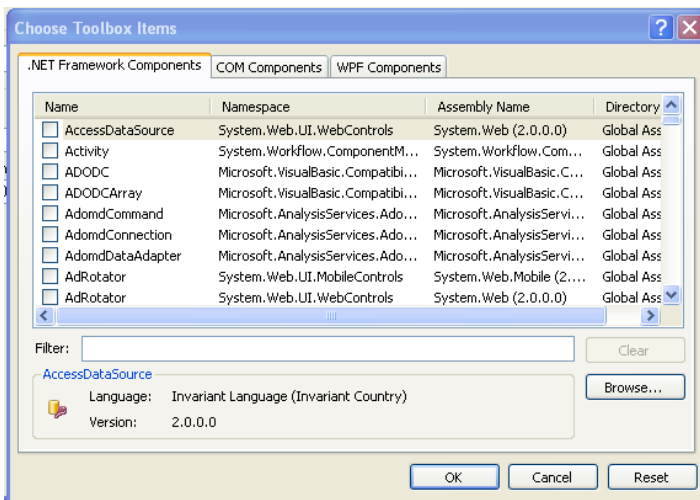 Choose Toolbox Items
.NET Framework Components COM Components WPF Components
Name Namespace Assembly Name Directory
AccessDataSource System.Web.UI.WebControls System.Web (2.0.0.0) Global Ass
Activity System.Workflow.ComponentM... System.Workflow.Com... Global Ass
ADODC Microsoft.VisualBasic.Compatibi... Microsoft.VisualBasic.C... Global Ass
ADODCArray Microsoft.VisualBasic.Compatibi... Microsoft.VisualBasic.C... Global Ass
AdomdCommand Microsoft.AnalysisServices.Ado... Microsoft.AnalysisServi... Global Ass
AdomdConnection Microsoft.AnalysisServices.Ado... Microsoft.AnalysisServi... Global Ass
AdomdDataAdapter Microsoft.AnalysisServices.Ado... Microsoft.AnalysisServi... Global Ass
AdRotator System.Web.UI.MobileControls System.Web.Mobile (2.... Global Ass
AdRotator System.Web.UI.WebControls System.Web (2.0.0.0) Global Ass
Filter: Clear
AccessDataSource
Browse...
Language: Invariant Language (Invariant Country)
Version: 2.0.0.0
OK Cancel Reset